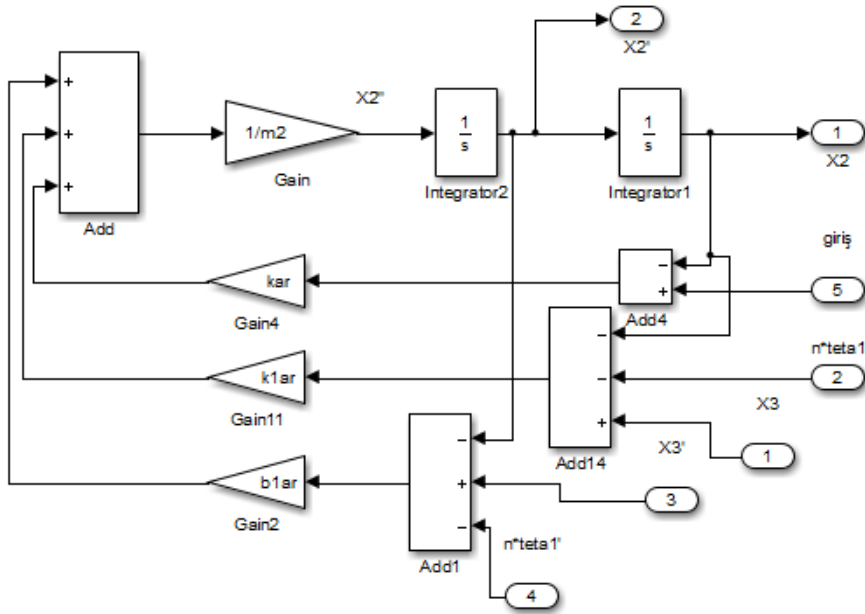 2
X2'
+
+
+
Add
1/m2
Gain
X2''
1
s
Integrator2
1
s
Integrator1
1
X2
giriş
kar
Gain4
−
+
Add4
5
n*teta1
k1ar
Gain11
−
−
+
Add14
2
X3
X3'
1
b1ar
Gain2
−
+
−
Add1
3
n*teta1'
4